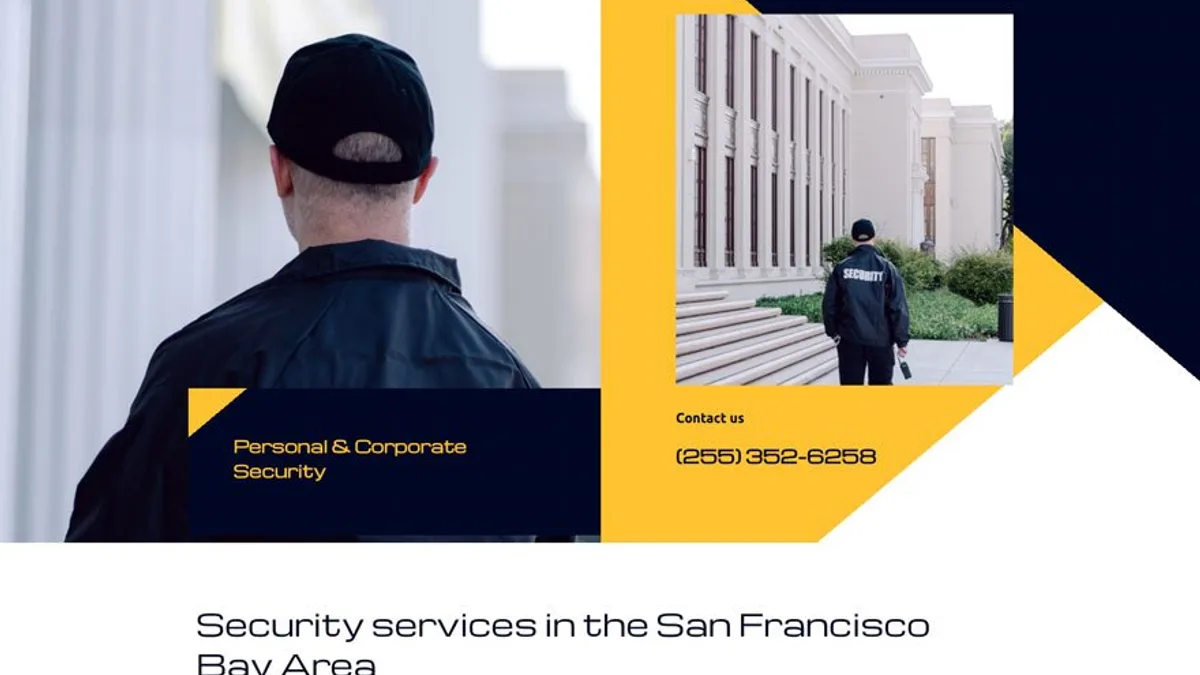 Personal & Corporate
Security
SECURITY
Contact us
(255) 352-6258
Security services in the San Francisco
Bay Area